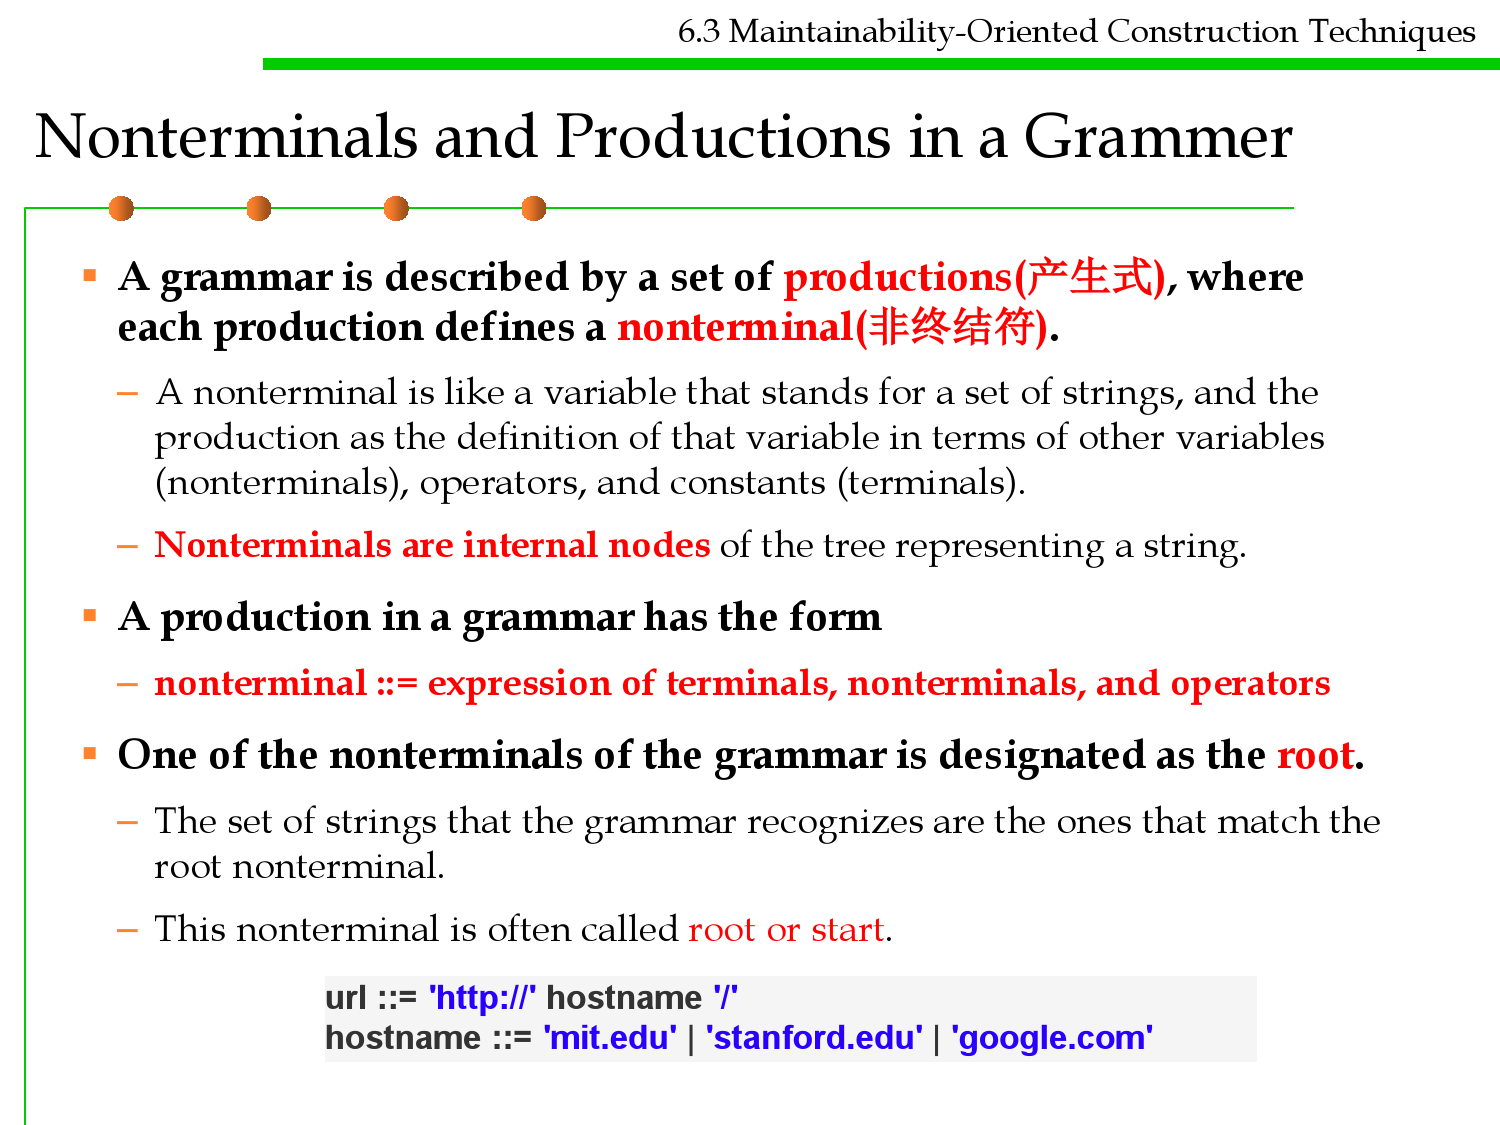 6.3 Maintainability-Oriented Construction Techniques
Nonterminals and Productions in a Grammer
▪ A grammar is described by a set of productions(产生式), where
each production defines a nonterminal(非终结符).
– A nonterminal is like a variable that stands for a set of strings, and the
production as the definition of that variable in terms of other variables
(nonterminals), operators, and constants (terminals).
– Nonterminals are internal nodes of the tree representing a string.
▪ A production in a grammar has the form
– nonterminal ::= expression of terminals, nonterminals, and operators
▪ One of the nonterminals of the grammar is designated as the root.
– The set of strings that the grammar recognizes are the ones that match the
root nonterminal.
– This nonterminal is often called root or start.
url ::= 'http://' hostname '/'
hostname ::= 'mit.edu' | 'stanford.edu' | 'google.com'